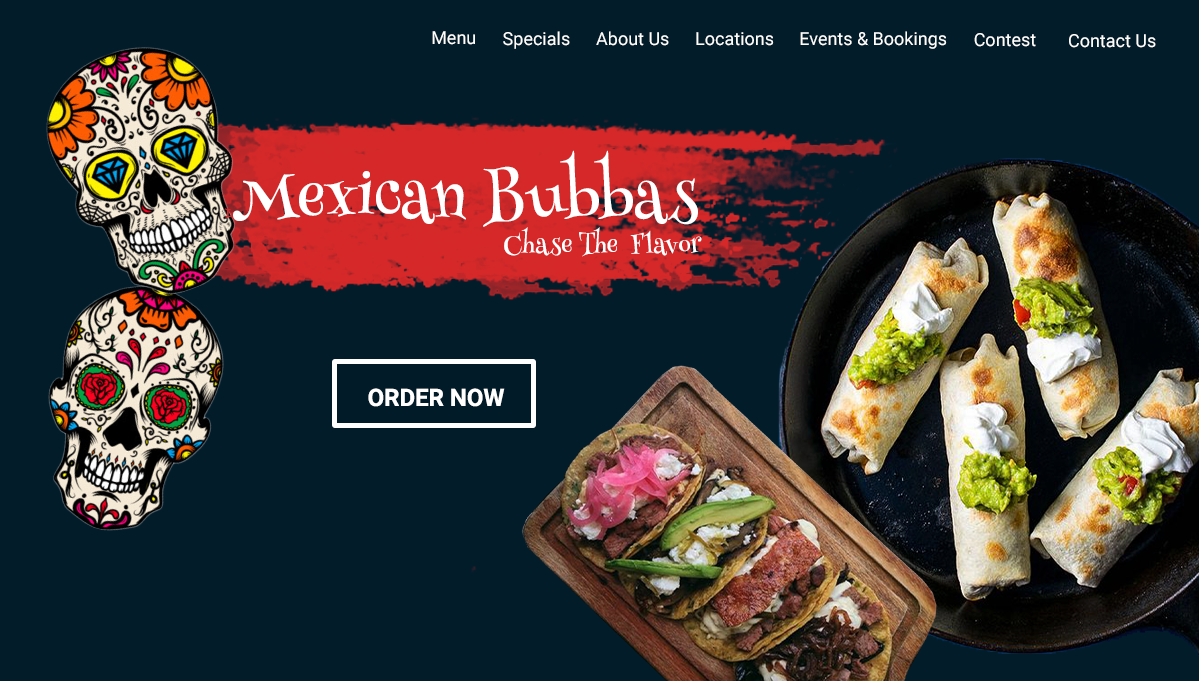 Menu Specials About Us Locations Events & Bookings Contest Contact Us
Mexican Bubbas
Chase The Flavor
ORDER NOW